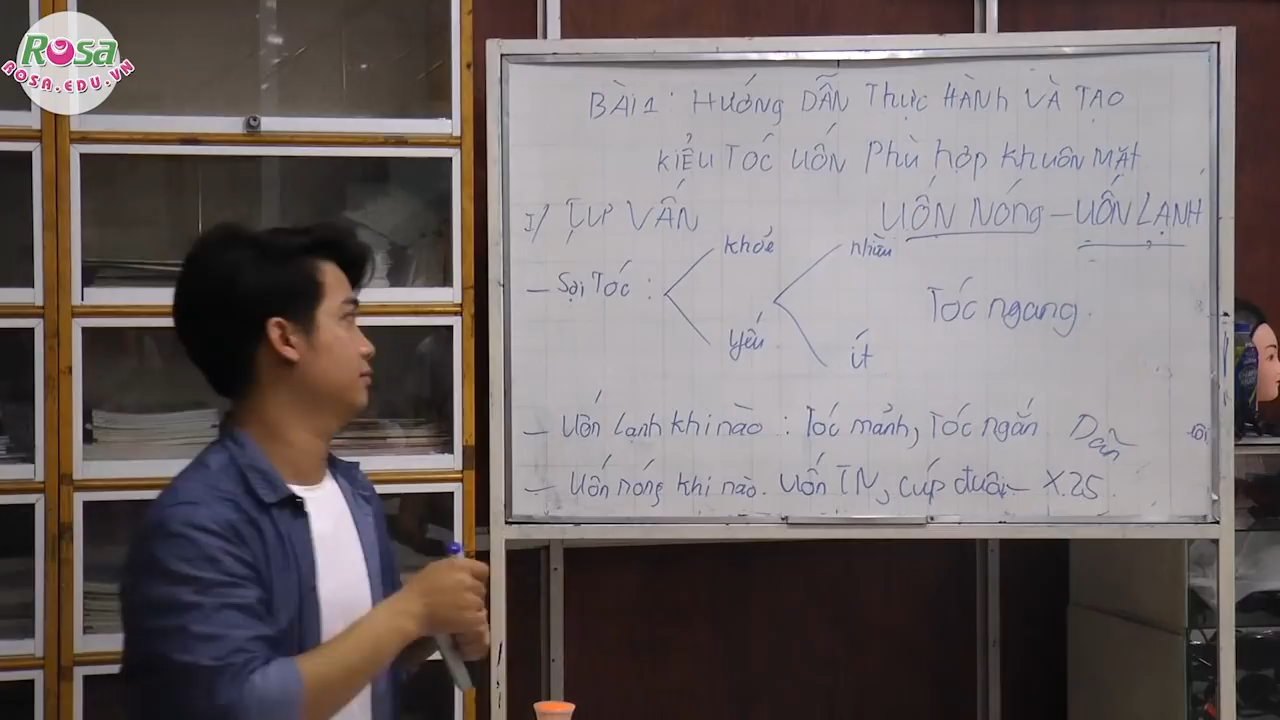 Rosa
ROSA.EDU.VN
BÀI 1: HƯỚNG DẪN THỰC HÀNH VÀ TẠO
KIỂU TÓC UỐN PHÙ HỢP KHUÔN MẶT
I/ TƯ VẤN
UỐN NÓNG – UỐN LẠNH
khỏe
nhiều
– Sợi Tóc :
Tóc ngang.
yếu
ít
– Uốn lạnh khi nào : Tóc mảnh, Tóc ngắn Dãn
– Uốn nóng khi nào. Uốn TN, cúp đuôi – X.25.